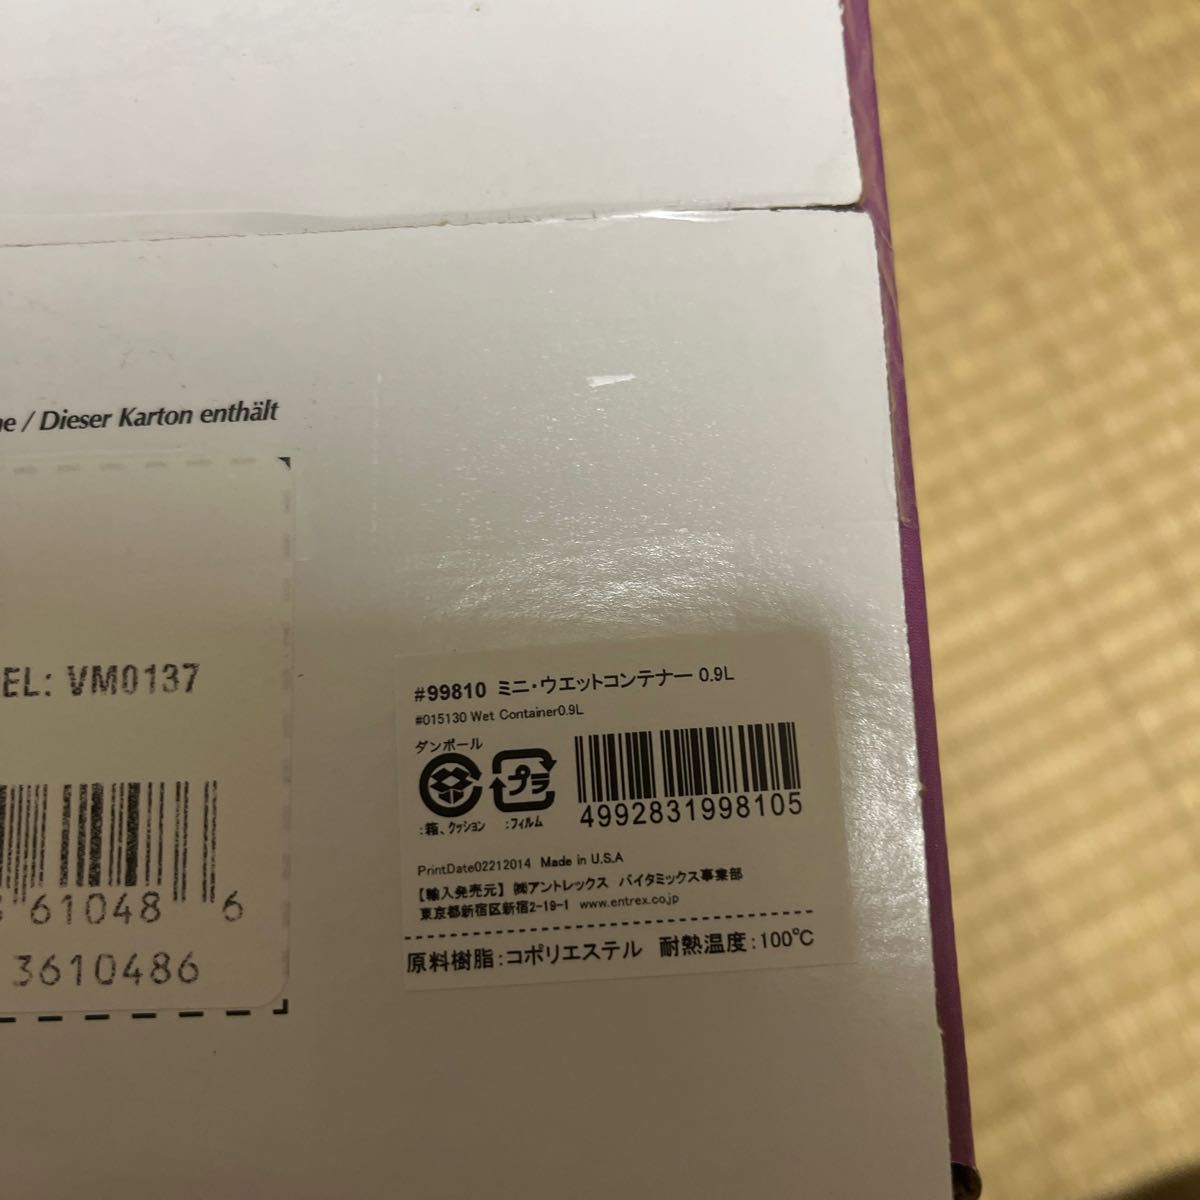 / Dieser Karton enthält
EL: VM0137
61048 6
3610486
#99810 ミニ・ウエットコンテナー 0.9L
#015130 Wet Container0.9L
ダンボール
プラ
:箱、クッション :フィルム
4992831998105
PrintDate02212014 Made in U.S.A
【輸入発売元】 ㈱アントレックス バイタミックス事業部
東京都新宿区新宿2-19-1 www.entrex.co.jp
原料樹脂:コポリエステル 耐熱温度:100℃